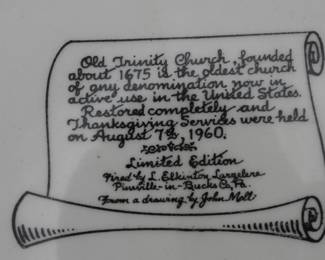 Old Trinity Church, founded
about 1675 is the oldest church
of any denomination now in
active use in the United States.
Restored completely and
Thanksgiving Services were held
on August 7th, 1960.
Limited Edition
Fired by L. Elkinton
Pineville-in-Bucks Co, Pa.
From a drawing by John Moll